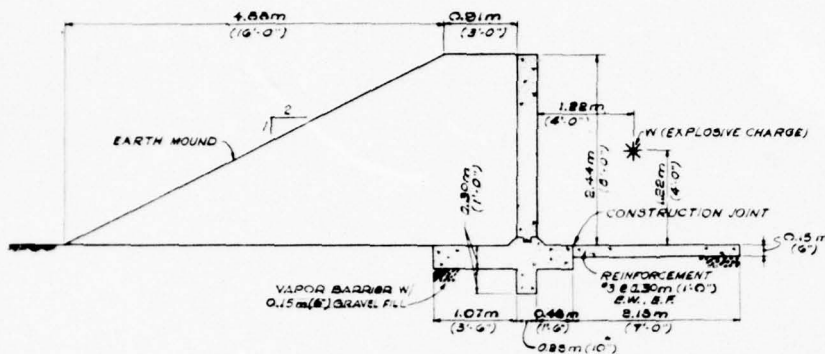 4.88m
(16'-0")
0.91m
(3'-0")
1.22m
(4'-0")
W (EXPLOSIVE CHARGE)
2
1
EARTH MOUND
2.44m
(8'-0")
1.22m
(4'-0")
0.30m
(1'-0")
CONSTRUCTION JOINT
0.15m
(6")
VAPOR BARRIER W/
0.15m(6") GRAVEL FILL
REINFORCEMENT
#3 @ 0.30m (1'-0")
E.W., E.F.
1.07m
(3'-6")
0.46m
(1'-6")
2.13m
(7'-0")
0.25m (10")